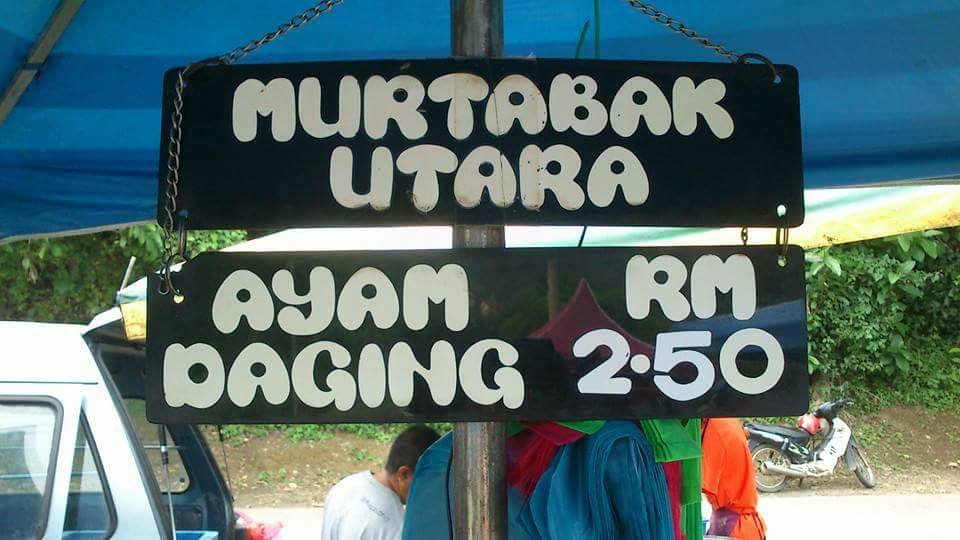 MURTABAK
UTARA
AYAM RM
DAGING 2.50